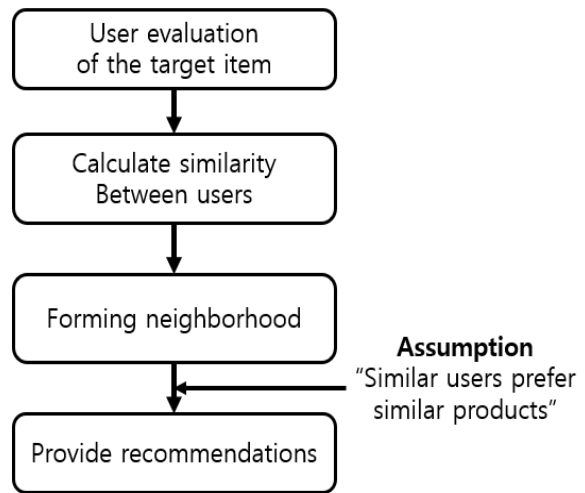 User evaluation
of the target item
Calculate similarity
Between users
Forming neighborhood
Assumption
“Similar users prefer
similar products”
Provide recommendations